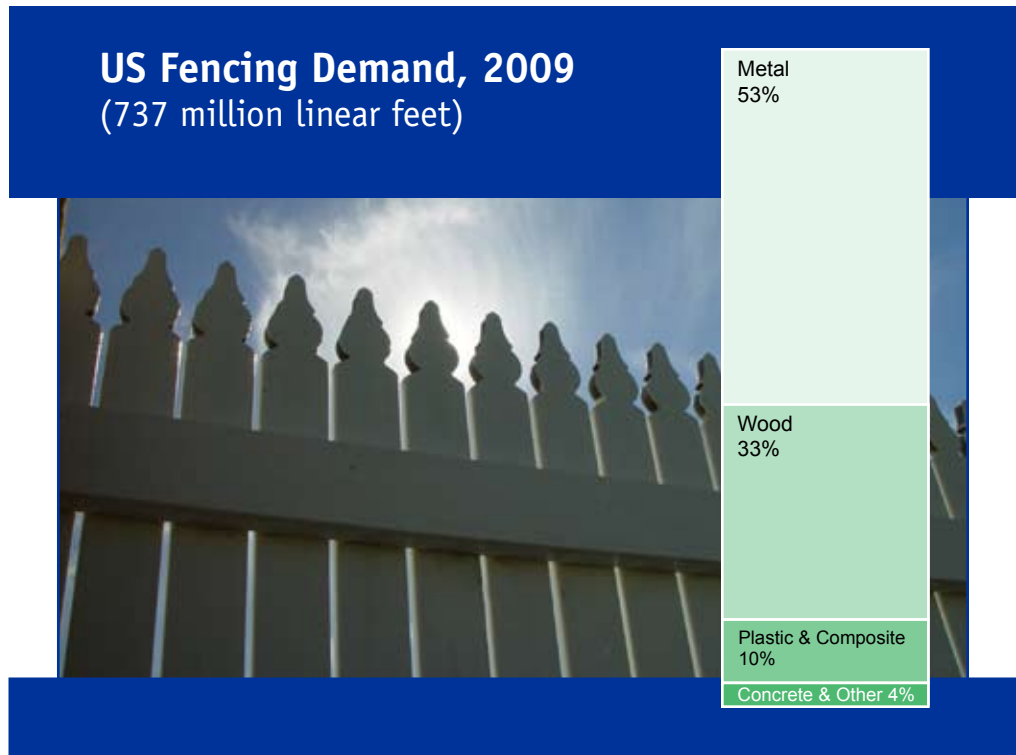 US Fencing Demand, 2009
(737 million linear feet)
Metal
53%
Wood
33%
Plastic & Composite
10%
Concrete & Other 4%